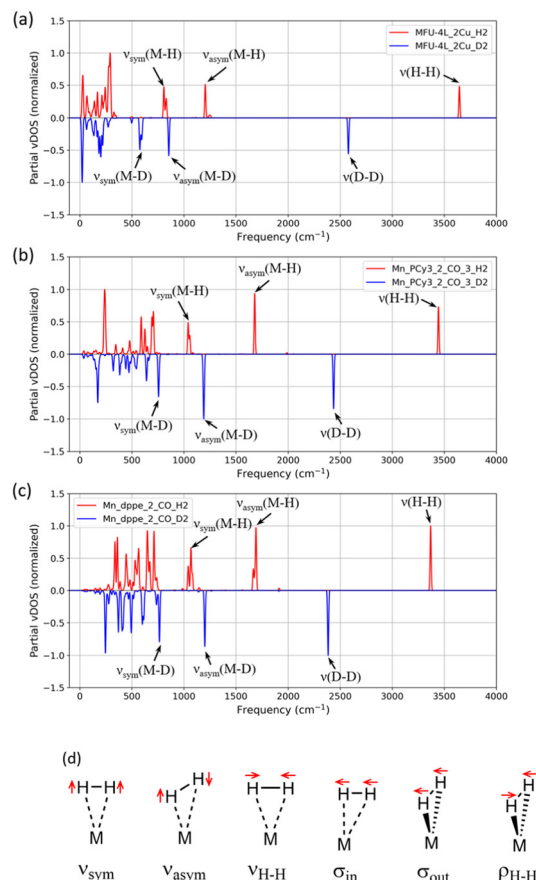 (a)
MFU-4L_2Cu_H2
MFU-4L_2Cu_D2
νsym(M-H)
νasym(M-H)
ν(H-H)
νsym(M-D)
νasym(M-D)
ν(D-D)
Partial vDOS (normalized)
1.5
1.0
0.5
0.0
−0.5
−1.0
−1.5
0 500 1000 1500 2000 2500 3000 3500 4000
Frequency (cm⁻¹)
(b)
Mn_PCy3_2_CO_3_H2
Mn_PCy3_2_CO_3_D2
νasym(M-H)
νsym(M-H)
ν(H-H)
νsym(M-D)
νasym(M-D)
ν(D-D)
Partial vDOS (normalized)
1.5
1.0
0.5
0.0
−0.5
−1.0
−1.5
0 500 1000 1500 2000 2500 3000 3500 4000
Frequency (cm⁻¹)
(c)
Mn_dppe_2_CO_H2
Mn_dppe_2_CO_D2
νsym(M-H)
νasym(M-H)
ν(H-H)
νsym(M-D)
νasym(M-D)
ν(D-D)
Partial vDOS (normalized)
1.5
1.0
0.5
0.0
−0.5
−1.0
−1.5
0 500 1000 1500 2000 2500 3000 3500 4000
Frequency (cm⁻¹)
(d)
H H H H H H H H H H H H
M M M M M M
νsym νasym νH-H σin σout ρH-H